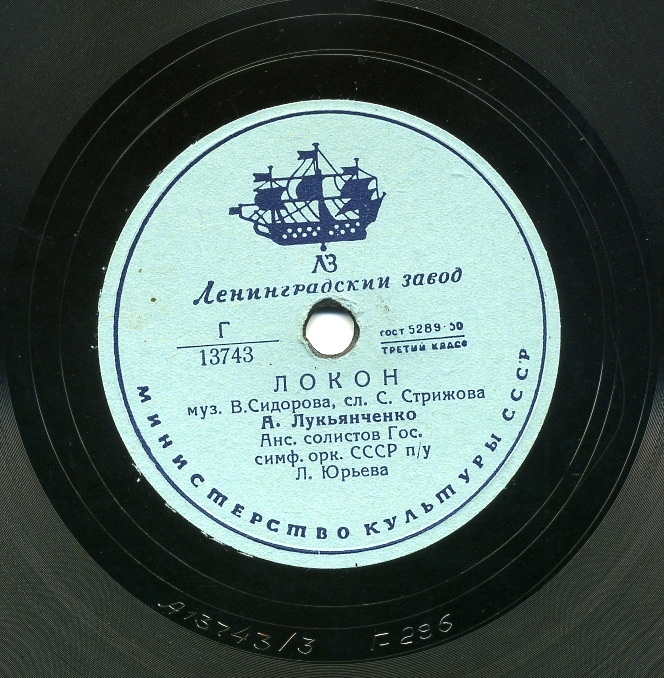 ЛЗ
Ленинградский завод
Г
13743
ГОСТ 5289-50
ТРЕТИЙ КЛАСС
ЛОКОН
муз. В.Сидорова, сл. С. Стрижова
А. Лукьянченко
Анс. солистов Гос.
симф. орк. СССР п/у
Л. Юрьева
МИНИСТЕРСТВО КУЛЬТУРЫ СССР
А13743/3 Г-286